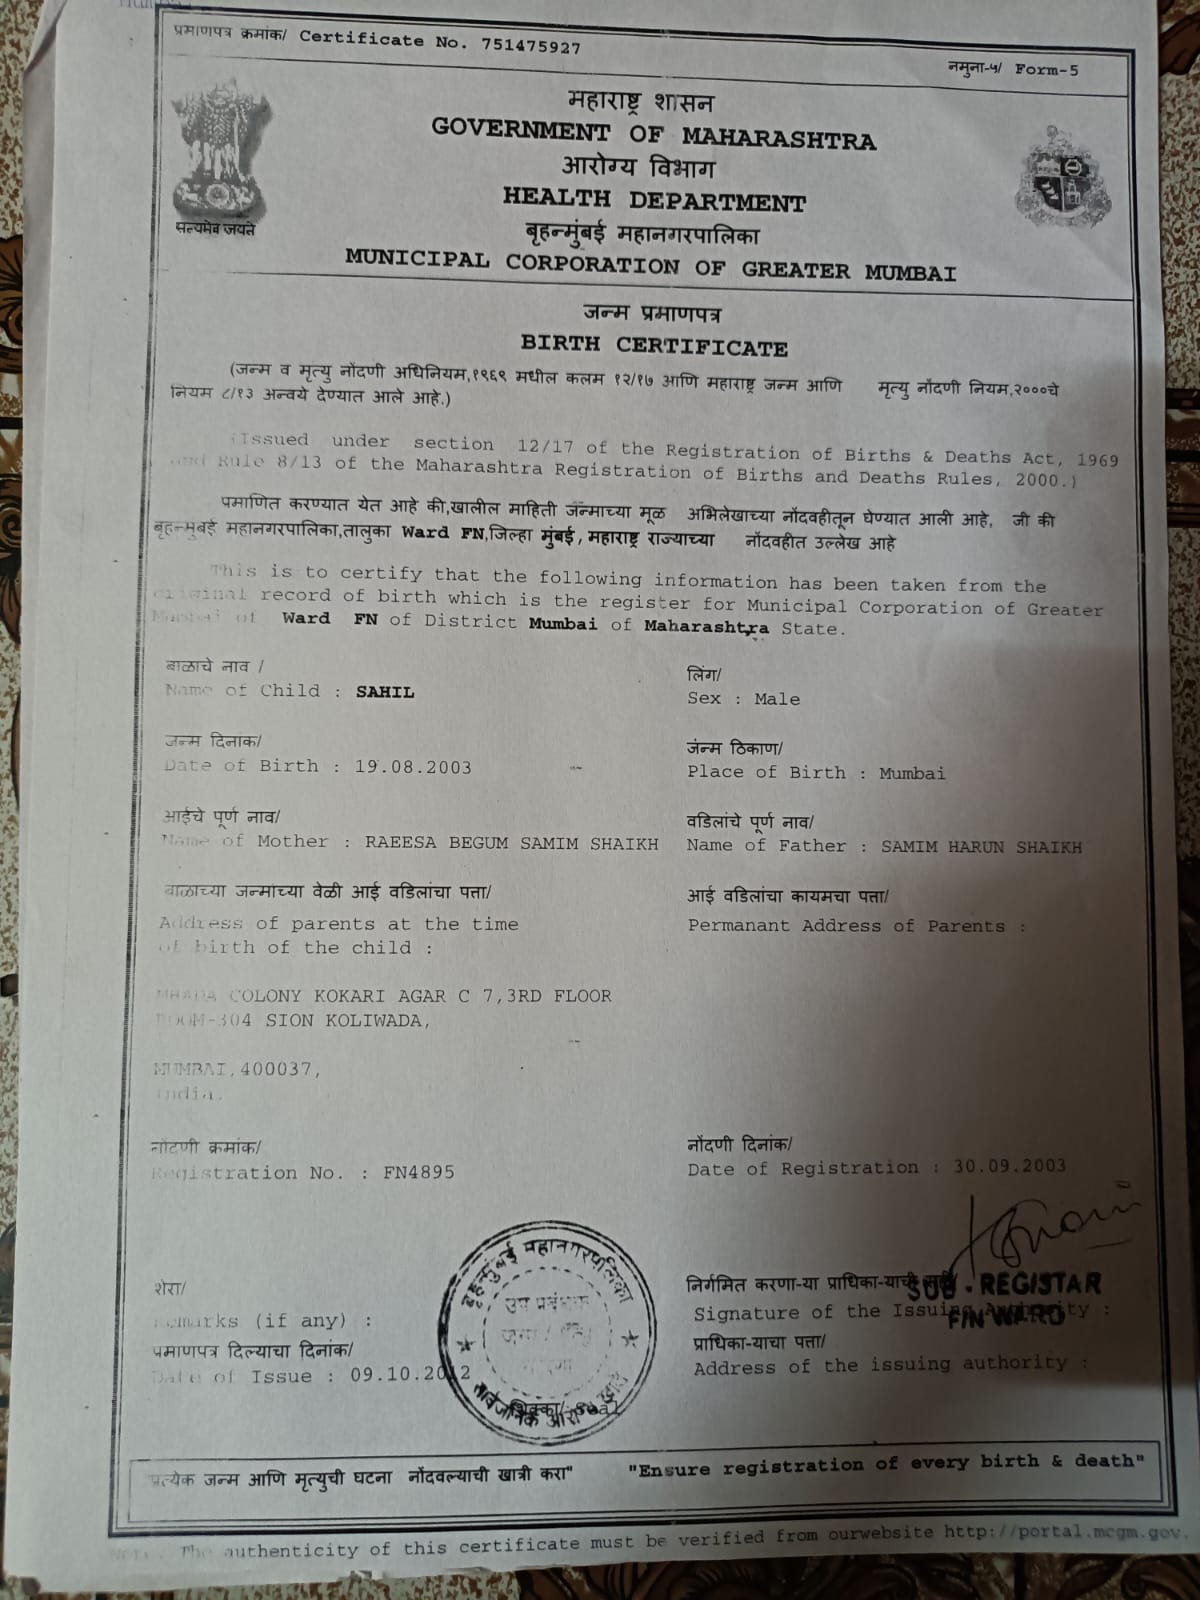 प्रमाणपत्र क्रमांक/ Certificate No. 751475927
नमुना-५/ Form-5
महाराष्ट्र शासन
GOVERNMENT OF MAHARASHTRA
आरोग्य विभाग
HEALTH DEPARTMENT
बृहन्मुंबई महानगरपालिका
MUNICIPAL CORPORATION OF GREATER MUMBAI
सत्यमेव जयते
जन्म प्रमाणपत्र
BIRTH CERTIFICATE
(जन्म व मृत्यु नोंदणी अधिनियम,१९६९ मधील कलम १२/१७ आणि महाराष्ट्र जन्म आणि मृत्यु नोंदणी नियम,२०००चे
नियम ८/१३ अन्वये देण्यात आले आहे.)
(Issued under section 12/17 of the Registration of Births & Deaths Act, 1969
and Rule 8/13 of the Maharashtra Registration of Births and Deaths Rules, 2000.)
प्रमाणित करण्यात येत आहे की,खालील माहिती जन्माच्या मूळ अभिलेखाच्या नोंदवहीतून घेण्यात आली आहे, जी की
बृहन्मुंबई महानगरपालिका,तालुका Ward FN,जिल्हा मुंबई, महाराष्ट्र राज्याच्या नोंदवहीत उल्लेख आहे
This is to certify that the following information has been taken from the
original record of birth which is the register for Municipal Corporation of Greater
Mumbai of Ward FN of District Mumbai of Maharashtra State.
बाळाचे नाव /
Name of Child : SAHIL
लिंग/
Sex : Male
जन्म दिनांक/
Date of Birth : 19.08.2003
जंन्म ठिकाण/
Place of Birth : Mumbai
आईचे पूर्ण नाव/
Name of Mother : RAEESA BEGUM SAMIM SHAIKH
वडिलांचे पूर्ण नाव/
Name of Father : SAMIM HARUN SHAIKH
बाळाच्या जन्माच्या वेळी आई वडिलांचा पत्ता/
Address of parents at the time
of birth of the child :
आई वडिलांचा कायमचा पत्ता/
Permanant Address of Parents :
MHADA COLONY KOKARI AGAR C 7,3RD FLOOR
ROOM-304 SION KOLIWADA,
MUMBAI,400037,
India.
नोंदणी क्रमांक/
Registration No. : FN4895
नोंदणी दिनांक/
Date of Registration : 30.09.2003
शेरा/
Remarks (if any) :
प्रमाणपत्र दिल्याचा दिनांक/
Date of Issue : 09.10.2012
बृहन्मुंबई महानगरपालिका
उप प्रबंधक
सार्वजनिक आरोग्य खाते
शिक्का/ Seal
निर्गमित करणा-या प्राधिका-याची सही/
SUB - REGISTAR
Signature of the Issuing Authority :
F/N WARD
प्राधिका-याचा पत्ता/
Address of the issuing authority :
प्रत्येक जन्म आणि मृत्युची घटना नोंदवल्याची खात्री करा" "Ensure registration of every birth & death"
Note: The authenticity of this certificate must be verified from ourwebsite http://portal.mcgm.gov.